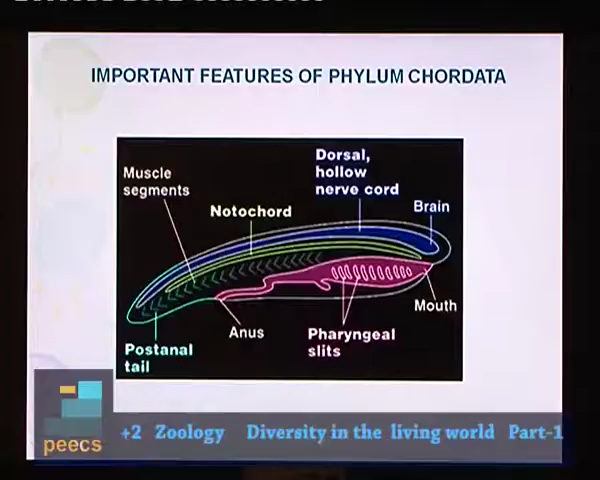 IMPORTANT FEATURES OF PHYLUM CHORDATA
Dorsal,
hollow
nerve cord
Muscle
segments
Notochord
Brain
Mouth
Anus
Pharyngeal
slits
Postanal
tail
peecs
+2 Zoology Diversity in the living world Part-1